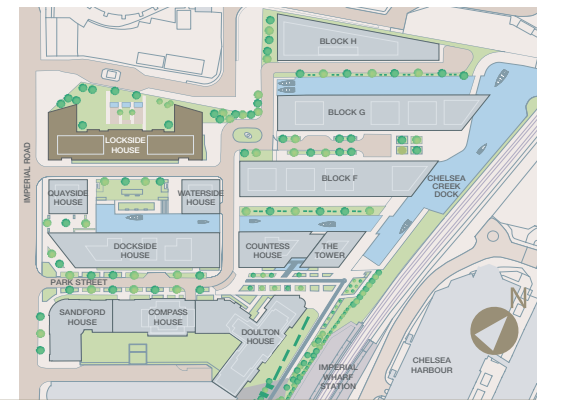 BLOCK H
BLOCK G
LOCKSIDE
HOUSE
IMPERIAL ROAD
BLOCK F
CHELSEA
CREEK
DOCK
QUAYSIDE
HOUSE
WATERSIDE
HOUSE
DOCKSIDE
HOUSE
COUNTESS
HOUSE
THE
TOWER
PARK STREET
SANDFORD
HOUSE
COMPASS
HOUSE
DOULTON
HOUSE
N
IMPERIAL
WHARF
STATION
CHELSEA
HARBOUR